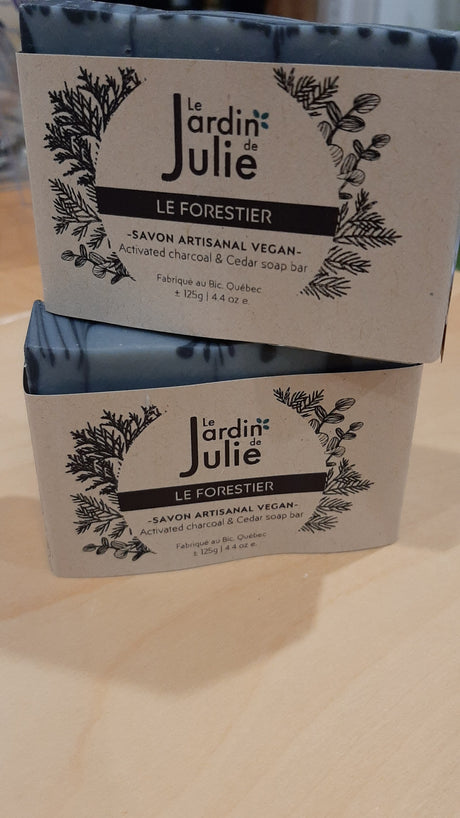 Le
Jardin
de
Julie
LE FORESTIER
-SAVON ARTISANAL VEGAN-
Activated charcoal & Cedar soap bar
Fabriqué au Bic, Québec
± 125g | 4.4 oz e.
Le
Jardin
de
Julie
LE FORESTIER
-SAVON ARTISANAL VEGAN-
Activated charcoal & Cedar soap bar
Fabriqué au Bic, Québec
± 125g | 4.4 oz e.